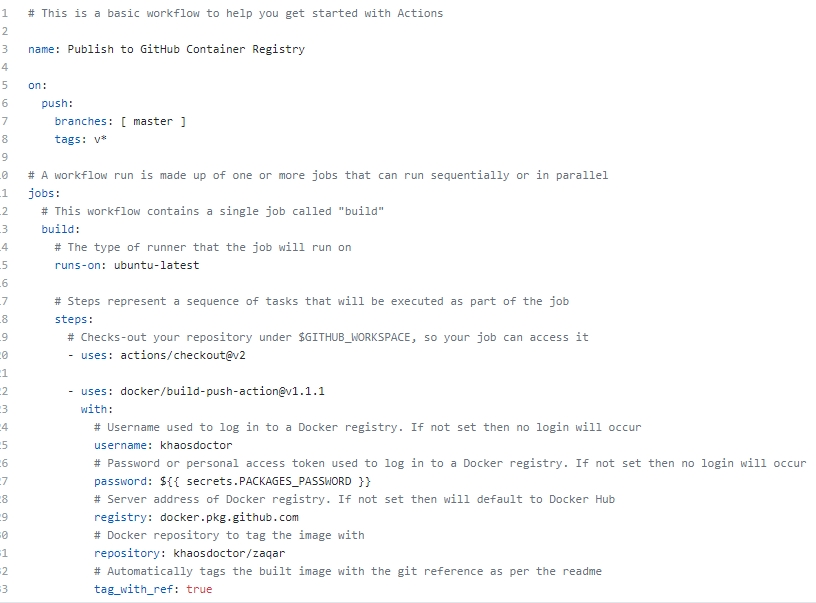 1 # This is a basic workflow to help you get started with Actions
2
3 name: Publish to GitHub Container Registry
4
5 on:
6   push:
7     branches: [ master ]
8     tags: v*
9
0 # A workflow run is made up of one or more jobs that can run sequentially or in parallel
1 jobs:
2   # This workflow contains a single job called "build"
3   build:
4     # The type of runner that the job will run on
5     runs-on: ubuntu-latest
6
7     # Steps represent a sequence of tasks that will be executed as part of the job
8     steps:
9       # Checks-out your repository under $GITHUB_WORKSPACE, so your job can access it
0       - uses: actions/checkout@v2
1
2       - uses: docker/build-push-action@v1.1.1
3         with:
4           # Username used to log in to a Docker registry. If not set then no login will occur
5           username: khaosdoctor
6           # Password or personal access token used to log in to a Docker registry. If not set then no login will occur
7           password: ${{ secrets.PACKAGES_PASSWORD }}
8           # Server address of Docker registry. If not set then will default to Docker Hub
9           registry: docker.pkg.github.com
0           # Docker repository to tag the image with
1           repository: khaosdoctor/zaqar
2           # Automatically tags the built image with the git reference as per the readme
3           tag_with_ref: true